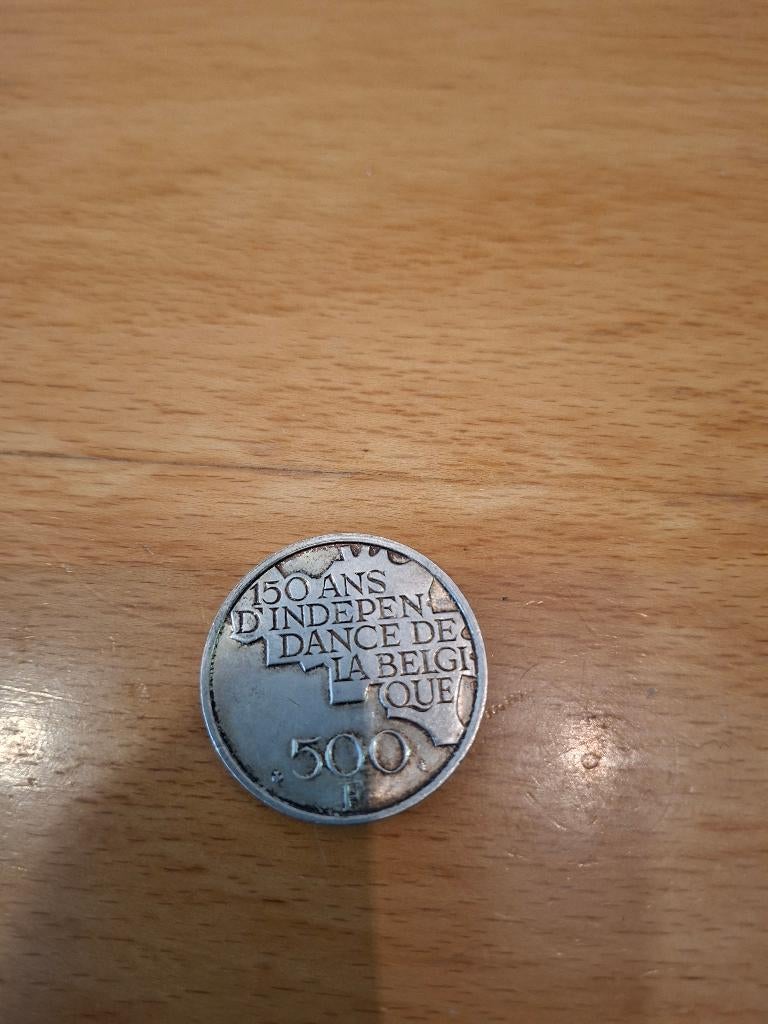 150 ANS
D'INDEPEN
DANCE DE
LA BELGI
QUE
500
F